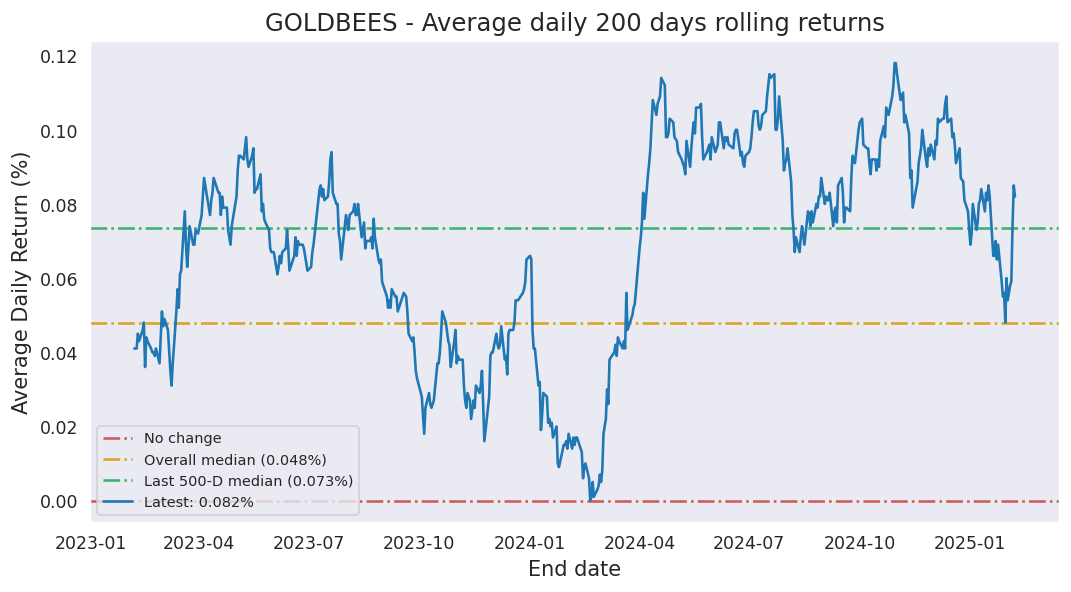 GOLDBEES - Average daily 200 days rolling returns
Average Daily Return (%)
0.12
0.10
0.08
0.06
0.04
0.02
0.00
No change
Overall median (0.048%)
Last 500-D median (0.073%)
Latest: 0.082%
2023-01 2023-04 2023-07 2023-10 2024-01 2024-04 2024-07 2024-10 2025-01
End date